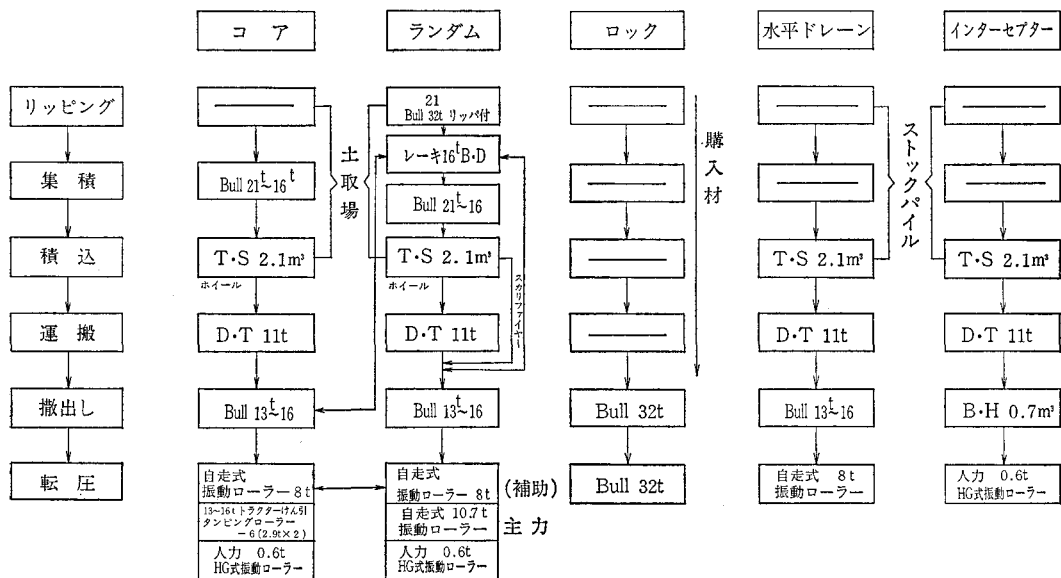 コア
ランダム
ロック
水平ドレーン
インターセプター
リッピング
21
Bull 32t リッパ付
集積
Bull 21t~16t
レーキ16tB・D
Bull 21t~16
土取場
購入材
ストックパイル
積込
T・S 2.1m³
ホイール
T・S 2.1m³
ホイール
スカリファイヤー
T・S 2.1m³
T・S 2.1m³
運搬
D・T 11t
D・T 11t
D・T 11t
D・T 11t
撒出し
Bull 13t~16
Bull 13t~16
Bull 32t
Bull 13t~16
B・H 0.7m³
転圧
自走式
振動ローラー 8t
13~16t トラクターけん引
タンピングローラー
-6(2.9t×2)
人力 0.6t
HG式振動ローラー
自走式
振動ローラー 8t
(補助)
自走式 10.7t
振動ローラー
主力
人力 0.6t
HG式振動ローラー
Bull 32t
自走式 8t
振動ローラー
人力 0.6t
HG式振動ローラー